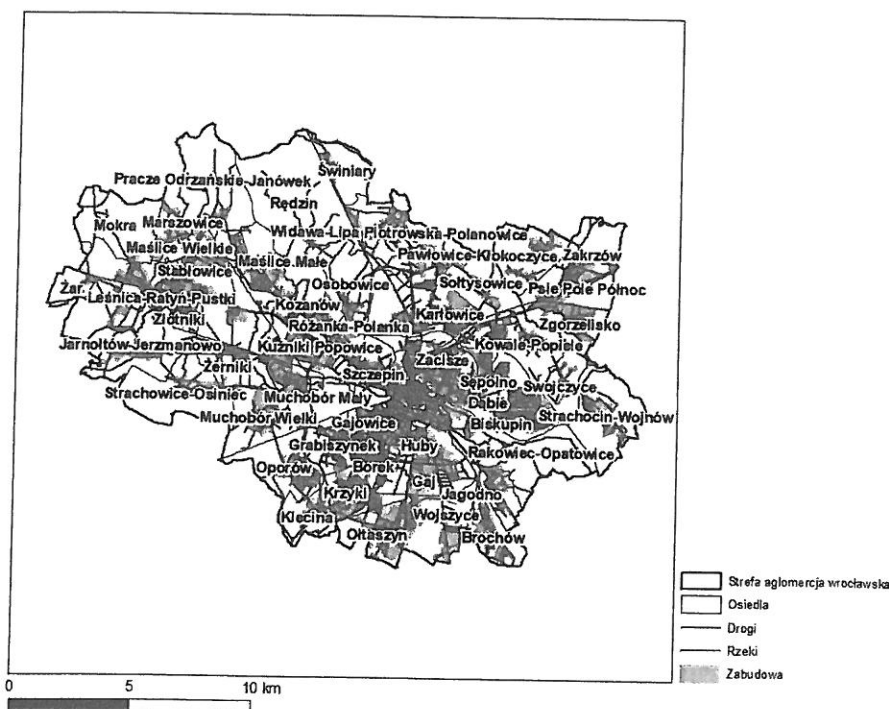 Świniary
Pracze Odrzańskie-Janówek
Rędzin
Mokra
Marszowice
Widawa-Lipa Piotrowska-Polanowice
Maślice Wielkie
Maślice Małe
Pawłowice-Kłokoczyce
Zakrzów
Stabłowice
Osobowice
Sołtysowice
Żar
Leśnica-Ratyń-Pustki
Psie Pole Północ
Kozanów
Złotniki
Karłowice
Różanka-Polanka
Zgorzelisko
Jarnołtów-Jerzmanowo
Kuźniki
Popowice
Kowale-Popiele
Zacisze
Żerniki
Szczepin
Sępolno
Swojczyce
Strachowice-Osiniec
Muchobór Mały
Dąbie
Muchobór Wielki
Gajowice
Biskupin
Strachocin-Wojnów
Grabiszynek
Huby
Rakowiec-Opatowice
Oporów
Borek
Gaj
Krzyki
Jagodno
Klecina
Wojszyce
Ołtaszyn
Brochów
Strefa aglomercja wrocławska
Osiedla
Drogi
Rzeki
Zabudowa
0 5 10 km